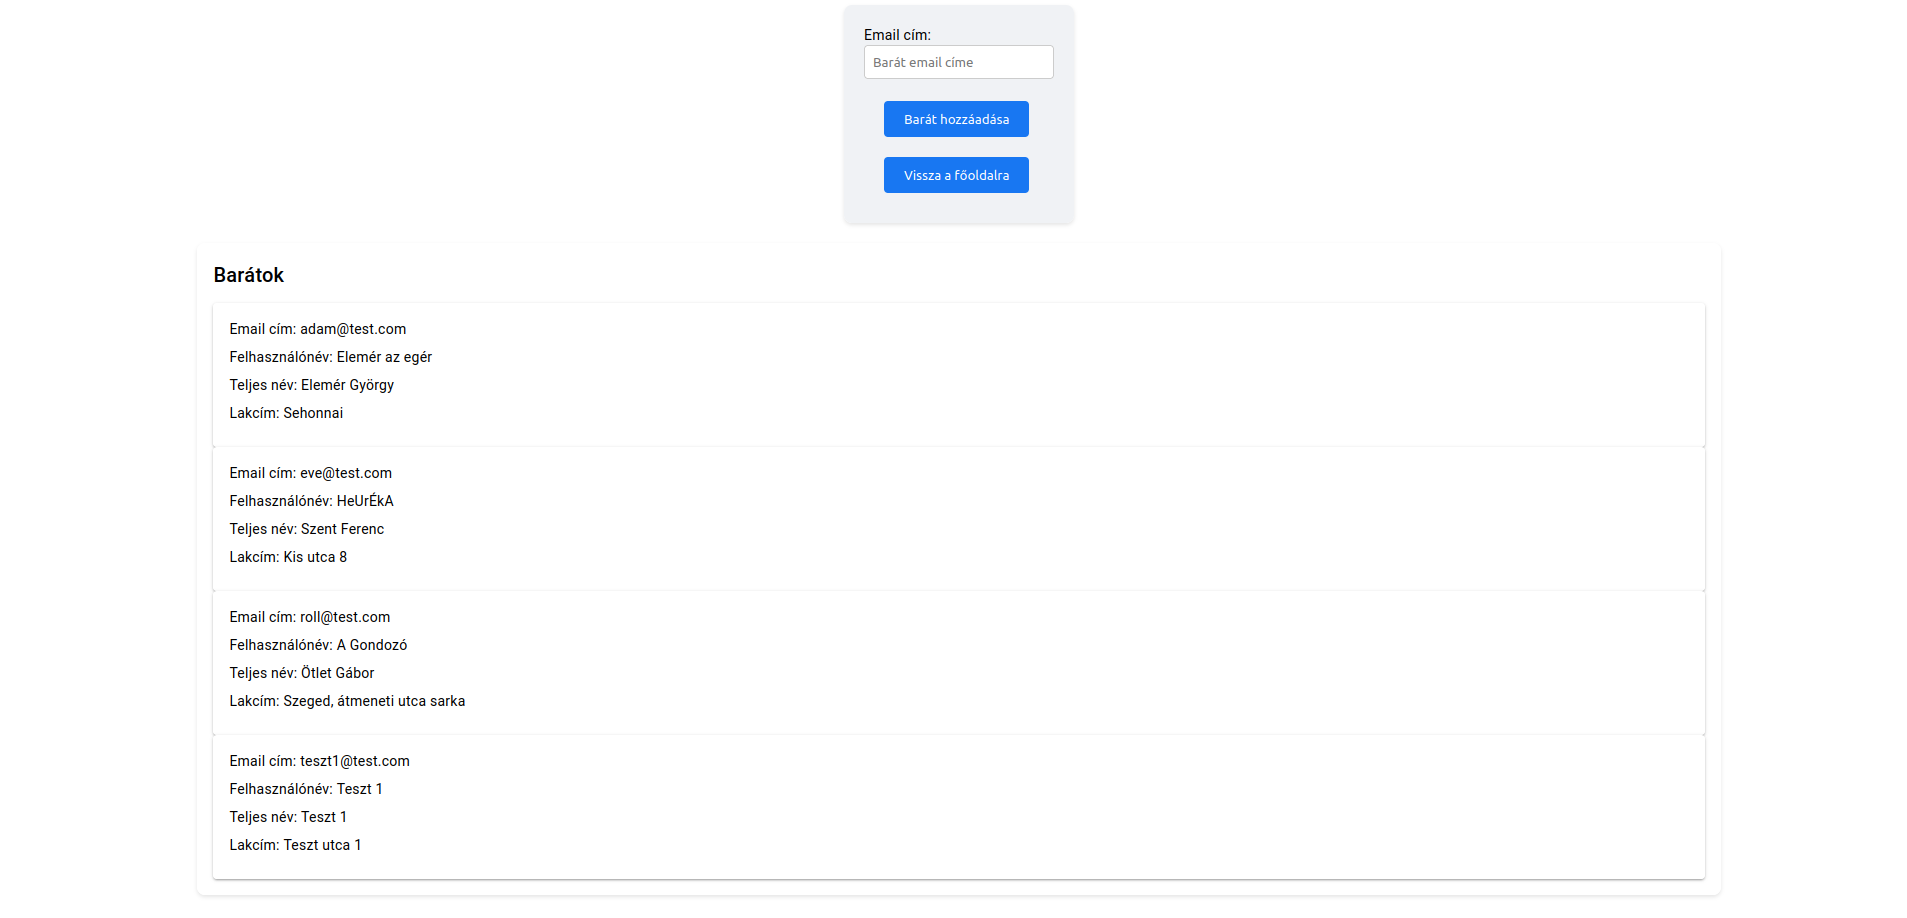 Email cím:
Barát email címe
Barát hozzáadása
Vissza a főoldalra
Barátok
Email cím: adam@test.com
Felhasználónév: Elemér az egér
Teljes név: Elemér György
Lakcím: Sehonnai
Email cím: eve@test.com
Felhasználónév: HeUrÉkA
Teljes név: Szent Ferenc
Lakcím: Kis utca 8
Email cím: roll@test.com
Felhasználónév: A Gondozó
Teljes név: Ötlet Gábor
Lakcím: Szeged, átmeneti utca sarka
Email cím: teszt1@test.com
Felhasználónév: Teszt 1
Teljes név: Teszt 1
Lakcím: Teszt utca 1